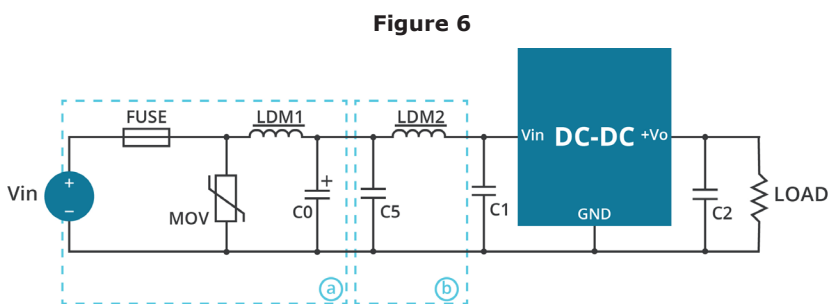 Figure 6
FUSE
LDM1
LDM2
Vin
DC-DC
+Vo
Vin
+
−
MOV
+
C0
C5
C1
GND
C2
LOAD
a
b